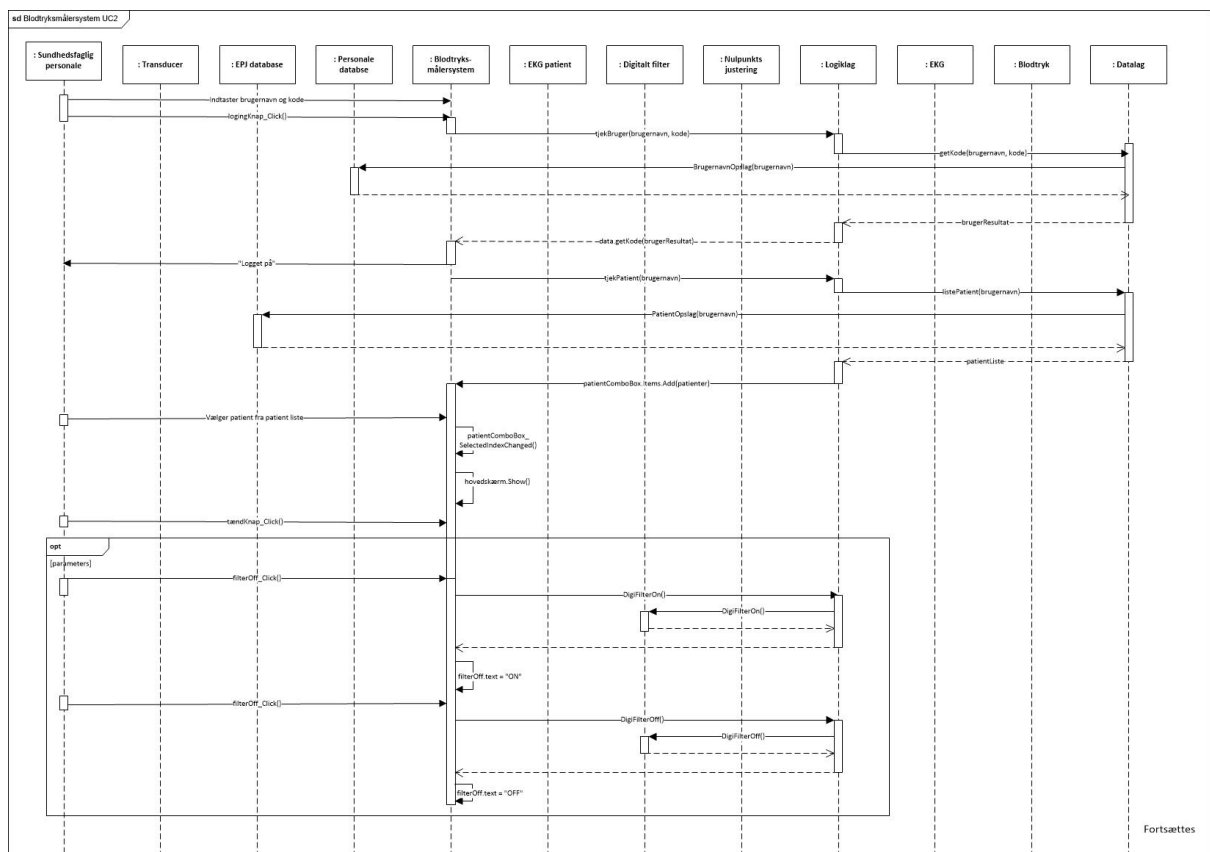 sd Blodtryksmålersystem UC2
: Sundhedsfaglig
personale
: Transducer
: EPJ database
: Personale
databse
: Blodtryks-
målersystem
: EKG patient
: Digitalt filter
: Nulpunkts
justering
: Logiklag
: EKG
: Blodtryk
: Datalag
Indtaster brugernavn og kode
logingKnap_Click()
tjekBruger(brugernavn, kode)
getKode(brugernavn, kode)
BrugernavnOpslag(brugernavn)
brugerResultat
data.getKode(brugerResultat)
"Logget på"
tjekPatient(brugernavn)
listePatient(brugernavn)
PatientOpslag(brugernavn)
patientListe
patientComboBox.Items.Add(patienter)
Vælger patient fra patient liste
patientComboBox_
SelectedIndexChanged()
hovedskærm.Show()
tændKnap_Click()
opt
[parameters]
filterOff_Click()
DigiFilterOn()
DigiFilterOn()
filterOff.text = "ON"
filterOff_Click()
DigiFilterOff()
DigiFilterOff()
filterOff.text = "OFF"
Fortsættes